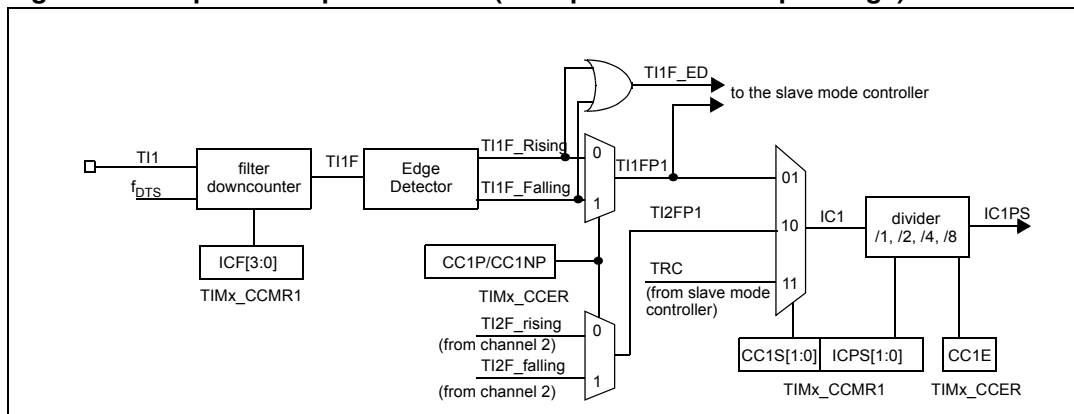 TI1F_ED
to the slave mode controller
TI1
fDTS
filter
downcounter
TI1F
Edge
Detector
TI1F_Rising
TI1F_Falling
0
1
TI1FP1
01
TI2FP1
10
IC1
divider
/1, /2, /4, /8
IC1PS
ICF[3:0]
TIMx_CCMR1
CC1P/CC1NP
TIMx_CCER
TRC
(from slave mode
controller)
11
TI2F_rising
(from channel 2)
0
TI2F_falling
(from channel 2)
1
CC1S[1:0]
ICPS[1:0]
TIMx_CCMR1
CC1E
TIMx_CCER